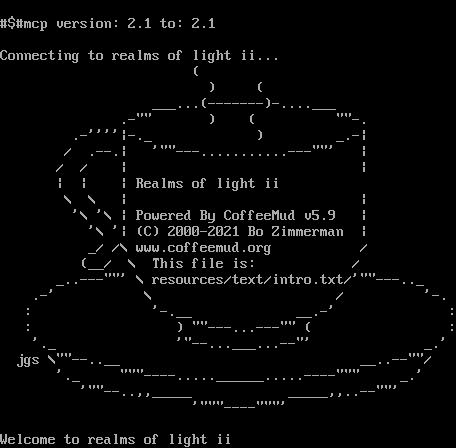 #$#mcp version: 2.1 to: 2.1
Connecting to realms of light ii...
Realms of light ii
Powered By CoffeeMud v5.9
(C) 2000-2021 Bo Zimmerman
www.coffeemud.org
This file is:
resources/text/intro.txt
jgs
Welcome to realms of light ii